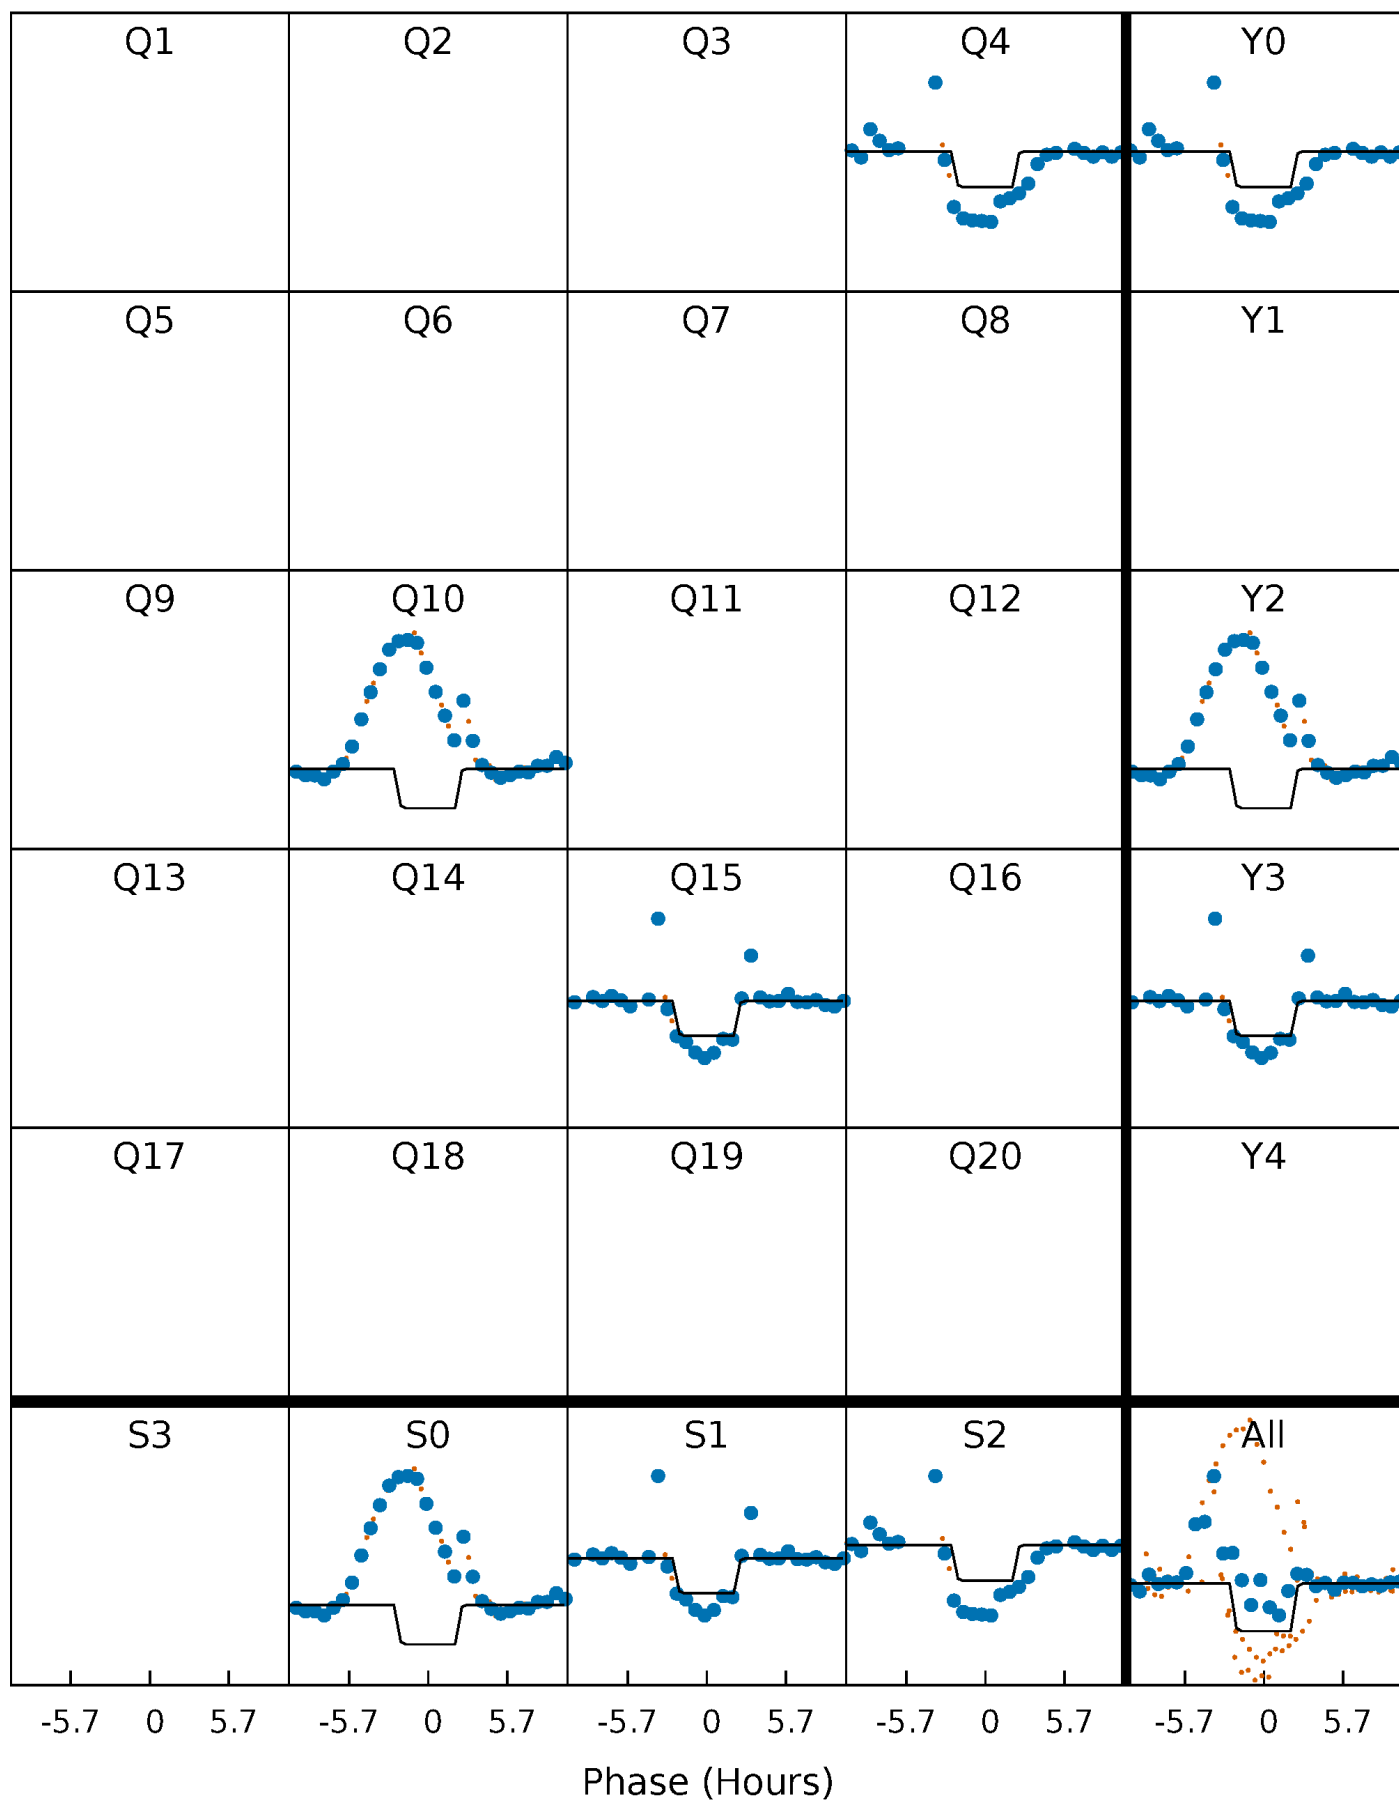 Q1 Q2 Q3 Q4 Y0
Q5 Q6 Q7 Q8 Y1
Q9 Q10 Q11 Q12 Y2
Q13 Q14 Q15 Q16 Y3
Q17 Q18 Q19 Q20 Y4
S3 S0 S1 S2 All
-5.7 0 5.7 -5.7 0 5.7 -5.7 0 5.7 -5.7 0 5.7 -5.7 0 5.7
Phase (Hours)